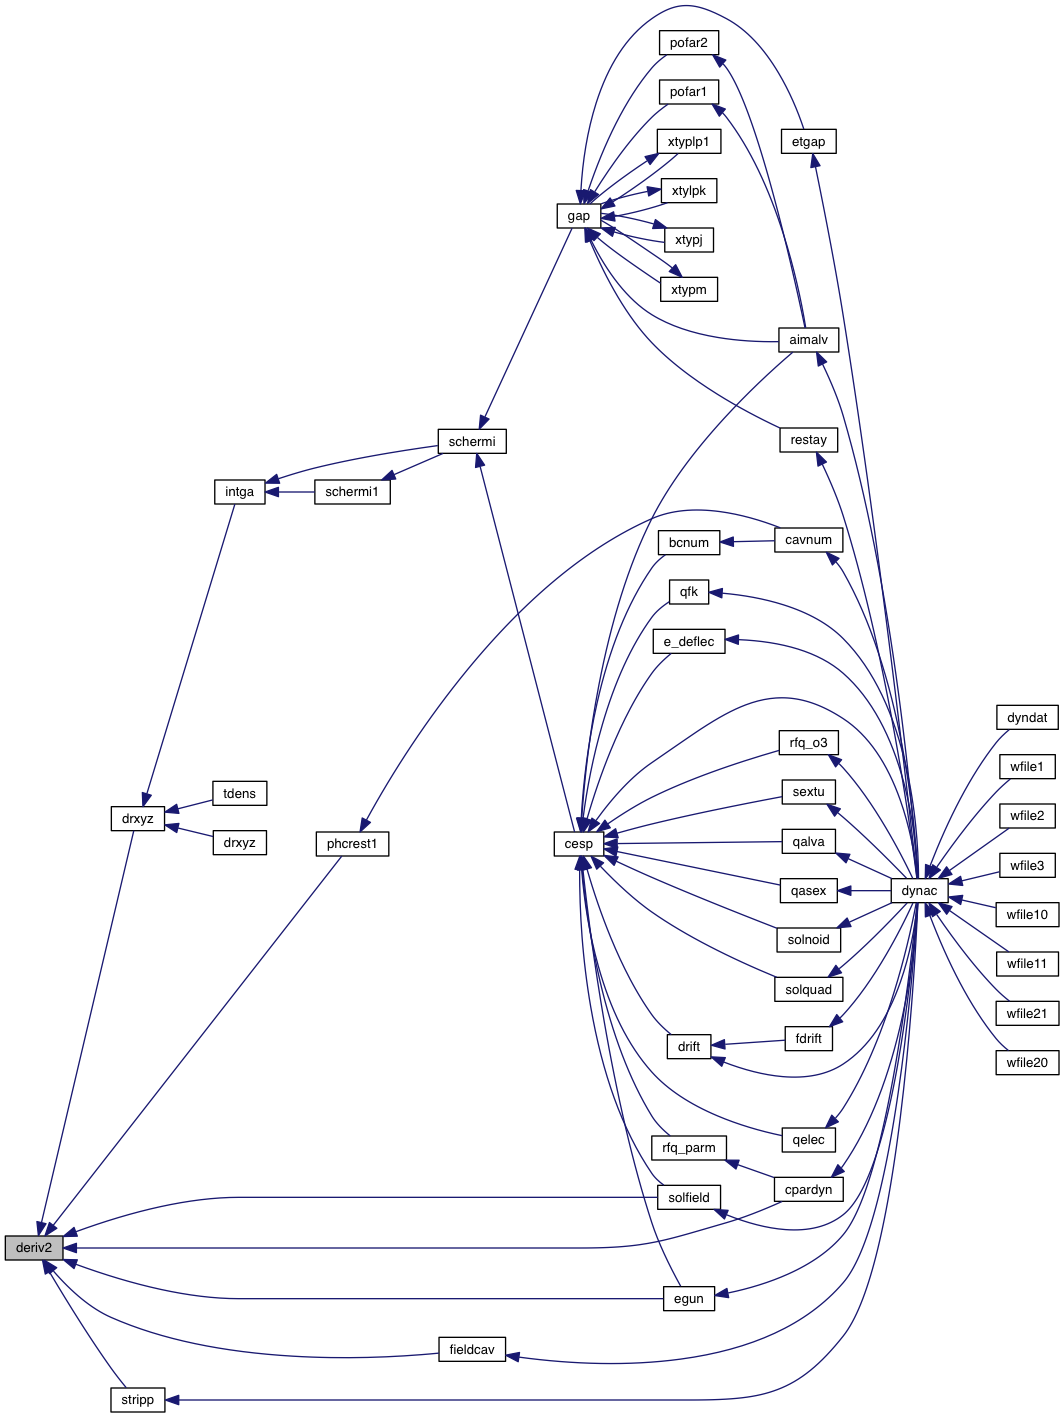 pofar2
pofar1
xtyplp1
etgap
xtylpk
gap
xtypj
xtypm
aimalv
restay
schermi
intga
schermi1
bcnum
cavnum
qfk
e_deflec
dyndat
rfq_o3
wfile1
tdens
sextu
drxyz
wfile2
drxyz
phcrest1
cesp
qalva
wfile3
qasex
dynac
wfile10
solnoid
wfile11
solquad
wfile21
drift
fdrift
wfile20
rfq_parm
qelec
solfield
cpardyn
deriv2
egun
fieldcav
stripp